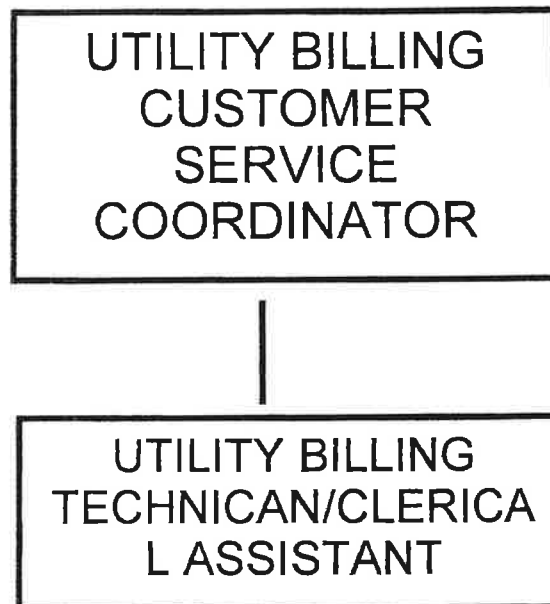 UTILITY BILLING
CUSTOMER
SERVICE
COORDINATOR
UTILITY BILLING
TECHNICAN/CLERICA
L ASSISTANT